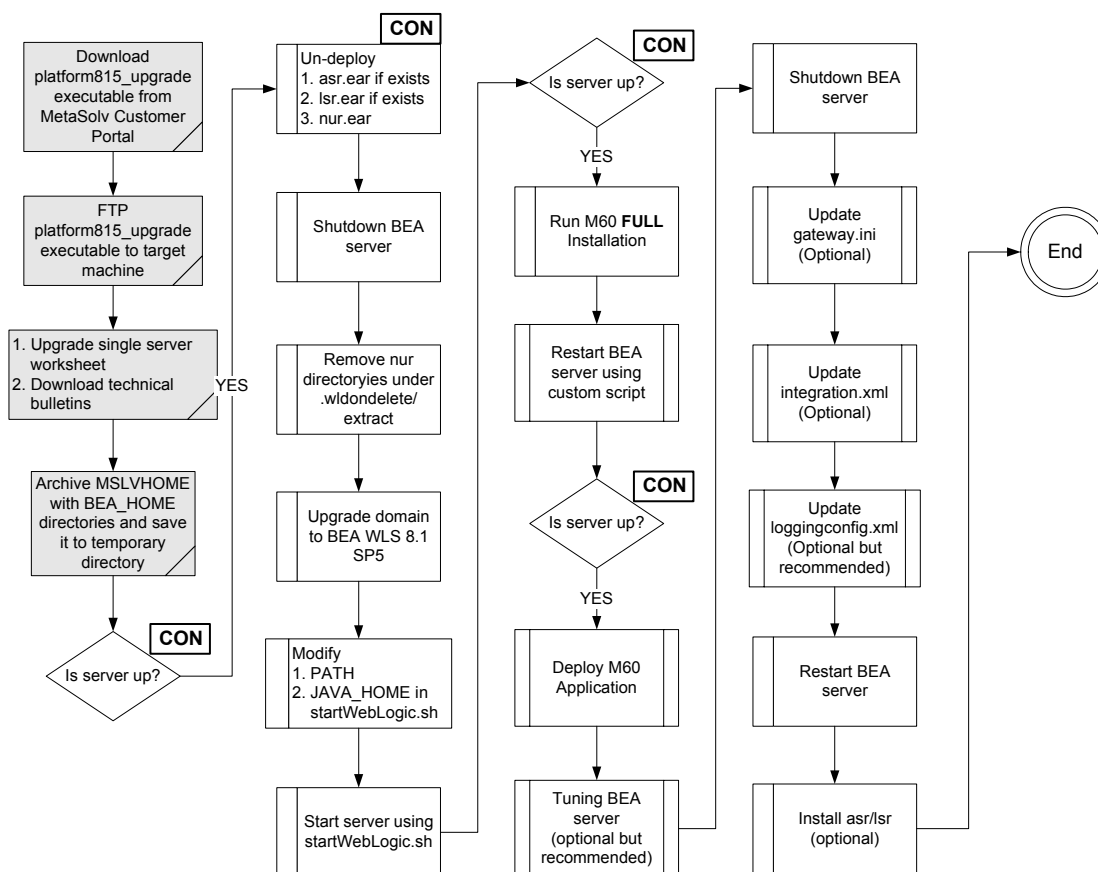 Download
platform815_upgrade
executable from
MetaSolv Customer
Portal
FTP
platform815_upgrade
executable to target
machine
1. Upgrade single server
worksheet
2. Download technical
bulletins
Archive MSLVHOME
with BEA_HOME
directories and save
it to temporary
directory
CON
Is server up?
YES
CON
Un-deploy
1. asr.ear if exists
2. lsr.ear if exists
3. nur.ear
Shutdown BEA
server
Remove nur
directoryies under
.wldondelete/
extract
Upgrade domain
to BEA WLS 8.1
SP5
Modify
1. PATH
2. JAVA_HOME in
startWebLogic.sh
Start server using
startWebLogic.sh
CON
Is server up?
YES
Run M60 FULL
Installation
Restart BEA
server using
custom script
CON
Is server up?
YES
Deploy M60
Application
Tuning BEA
server
(optional but
recommended)
Shutdown BEA
server
Update
gateway.ini
(Optional)
Update
integration.xml
(Optional)
Update
loggingconfig.xml
(Optional but
recommended)
Restart BEA
server
Install asr/lsr
(optional)
End